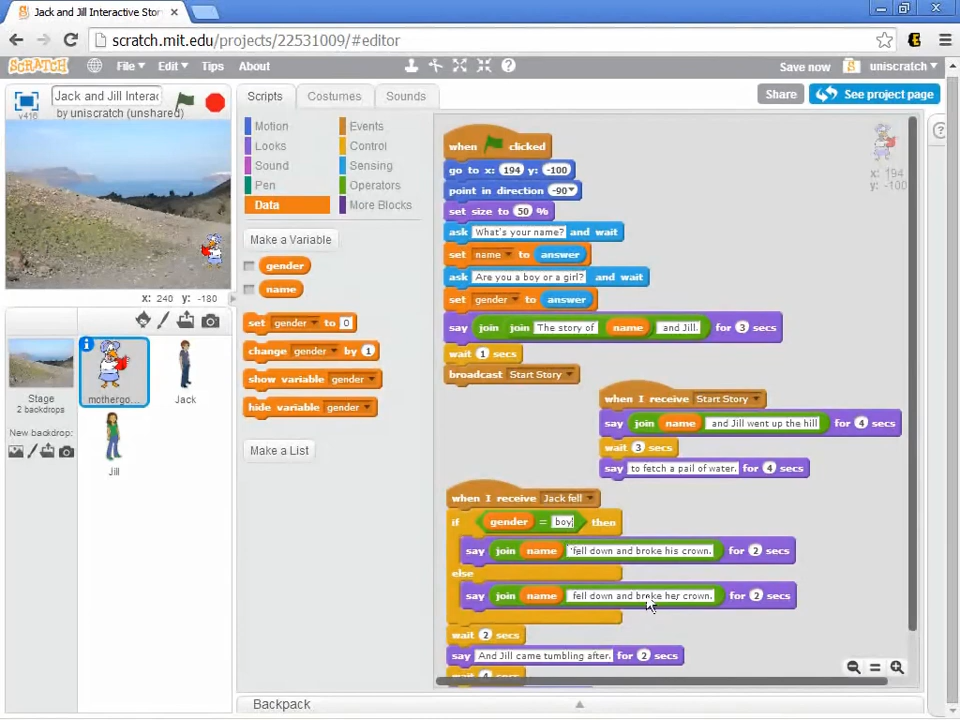 Jack and Jill Interactive Story
scratch.mit.edu/projects/22531009/#editor
SCRATCH File Edit Tips About Save now uniscratch
Jack and Jill Interac
by uniscratch (unshared)
v416
Scripts Costumes Sounds
Share See project page
Motion Events
Looks Control
Sound Sensing
Pen Operators
Data More Blocks
Make a Variable
gender
name
set gender to 0
change gender by 1
show variable gender
hide variable gender
Make a List
x: 240 y: -180
Stage
2 backdrops
New backdrop:
mothergo...
Jack
Jill
x: 194
y: -100
when clicked
go to x: 194 y: -100
point in direction -90
set size to 50 %
ask What's your name? and wait
set name to answer
ask Are you a boy or a girl? and wait
set gender to answer
say join join The story of name and Jill. for 3 secs
wait 1 secs
broadcast Start Story
when I receive Start Story
say join name and Jill went up the hill for 4 secs
wait 3 secs
say to fetch a pail of water. for 4 secs
when I receive Jack fell
if gender = boy then
say join name 'fell down and broke his crown. for 2 secs
else
say join name fell down and broke her crown. for 2 secs
wait 2 secs
say And Jill came tumbling after. for 2 secs
wait 4 secs
Backpack